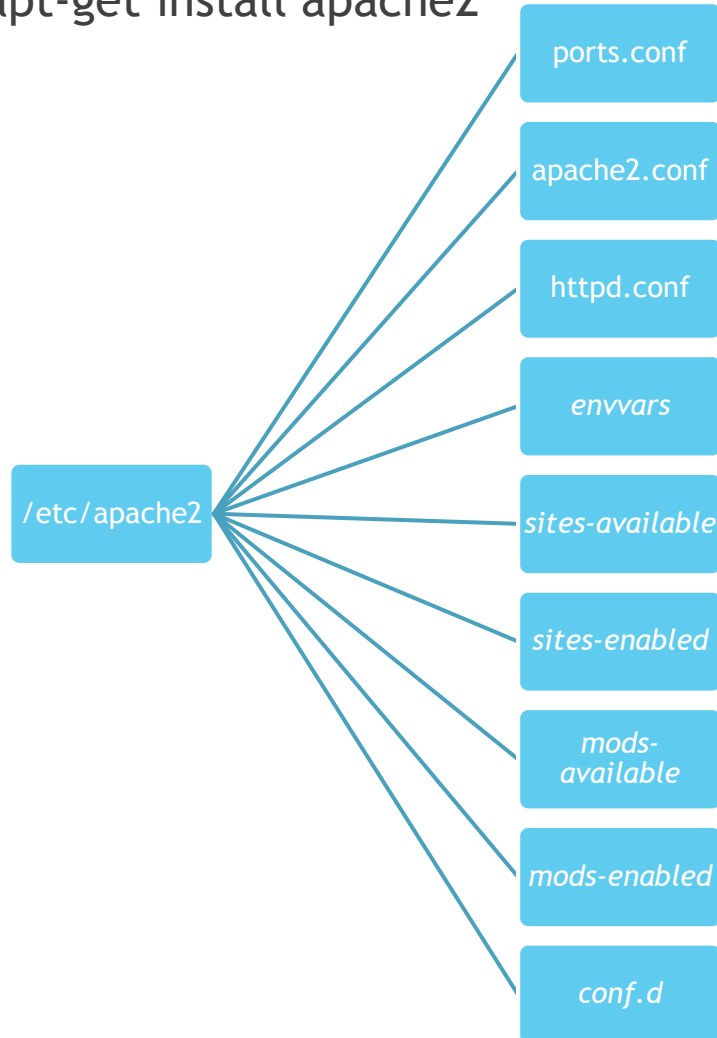 apt-get install apache2
ports.conf
apache2.conf
httpd.conf
envvars
/etc/apache2
sites-available
sites-enabled
mods-
available
mods-enabled
conf.d